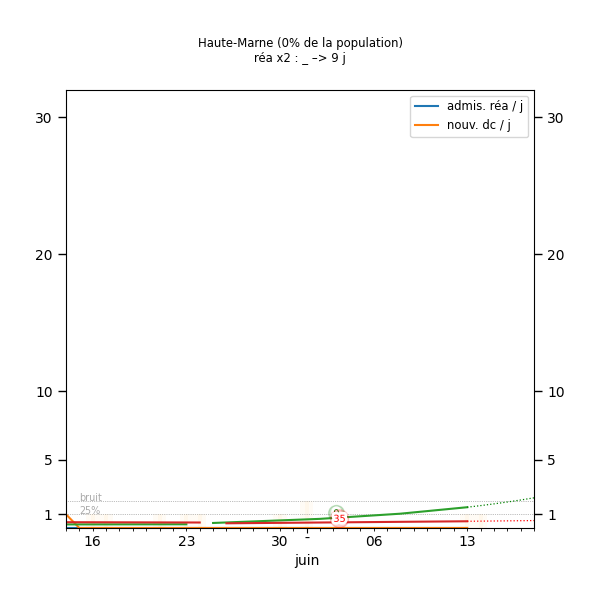 Haute-Marne (0% de la population)
réa x2 : _ –> 9 j
admis. réa / j
nouv. dc / j
30 30
20 20
10 10
5 5
bruit
25%
1 1
35
16 23 30 - 06 13
juin